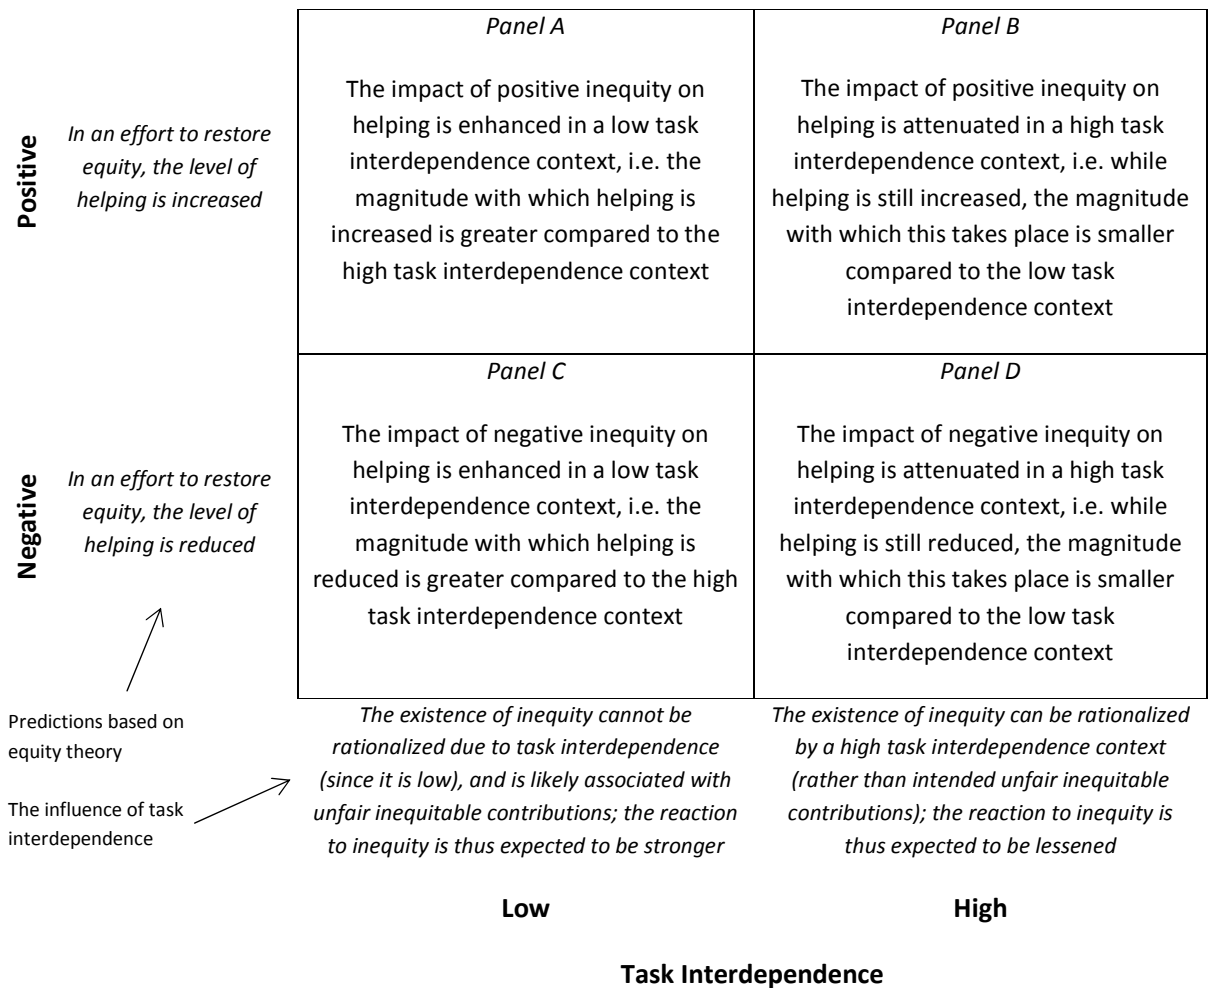 Panel A
The impact of positive inequity on
helping is enhanced in a low task
interdependence context, i.e. the
magnitude with which helping is
increased is greater compared to the
high task interdependence context
Panel B
The impact of positive inequity on
helping is attenuated in a high task
interdependence context, i.e. while
helping is still increased, the magnitude
with which this takes place is smaller
compared to the low task
interdependence context
Positive
In an effort to restore
equity, the level of
helping is increased
Panel C
The impact of negative inequity on
helping is enhanced in a low task
interdependence context, i.e. the
magnitude with which helping is
reduced is greater compared to the high
task interdependence context
Panel D
The impact of negative inequity on
helping is attenuated in a high task
interdependence context, i.e. while
helping is still reduced, the magnitude
with which this takes place is smaller
compared to the low task
interdependence context
Negative
In an effort to restore
equity, the level of
helping is reduced
Predictions based on
equity theory
The influence of task
interdependence
The existence of inequity cannot be
rationalized due to task interdependence
(since it is low), and is likely associated with
unfair inequitable contributions; the reaction
to inequity is thus expected to be stronger
The existence of inequity can be rationalized
by a high task interdependence context
(rather than intended unfair inequitable
contributions); the reaction to inequity is
thus expected to be lessened
Low
High
Task Interdependence